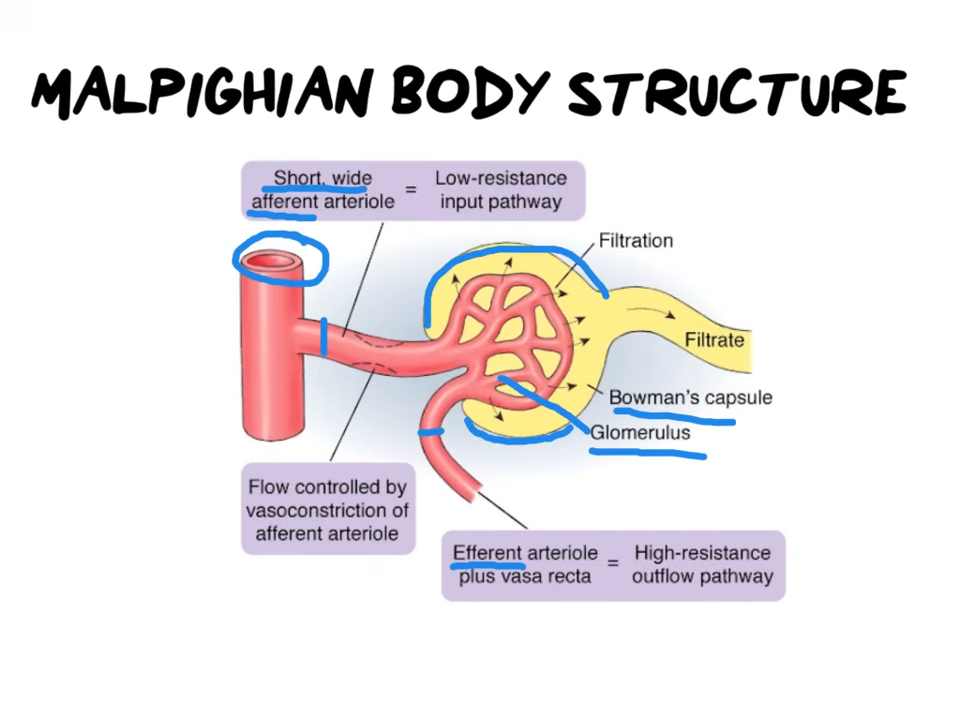 MALPIGHIAN BODY STRUCTURE
Short, wide
afferent arteriole
=
Low-resistance
input pathway
Filtration
Filtrate
Bowman's capsule
Glomerulus
Flow controlled by
vasoconstriction of
afferent arteriole
Efferent arteriole
plus vasa recta
=
High-resistance
outflow pathway